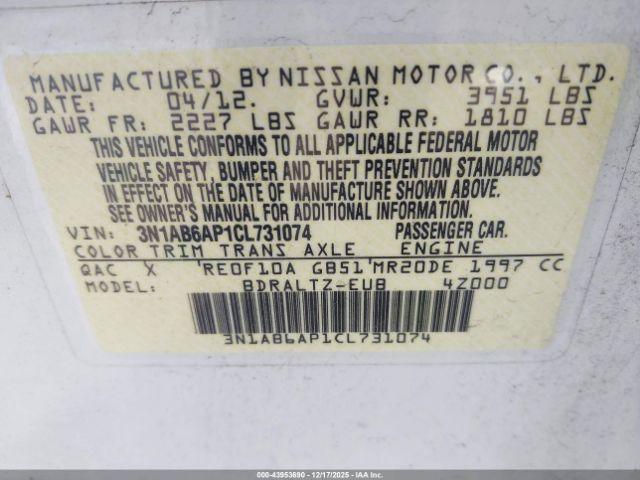 MANUFACTURED BY NISSAN MOTOR CO., LTD.
DATE: 04/12. GVWR: 3951 LBS
GAWR FR: 2227 LBS GAWR RR: 1810 LBS
THIS VEHICLE CONFORMS TO ALL APPLICABLE FEDERAL MOTOR
VEHICLE SAFETY, BUMPER AND THEFT PREVENTION STANDARDS
IN EFFECT ON THE DATE OF MANUFACTURE SHOWN ABOVE.
SEE OWNER'S MANUAL FOR ADDITIONAL INFORMATION.
VIN: 3N1AB6AP1CL731074 PASSENGER CAR.
COLOR TRIM TRANS AXLE ENGINE
QAC X RE0F10A GB51 MR20DE 1997 CC
MODEL: BDRALTZ-EUB 4Z000
3N1AB6AP1CL731074
000-43953690 - 12/17/2025 - IAAI.COM